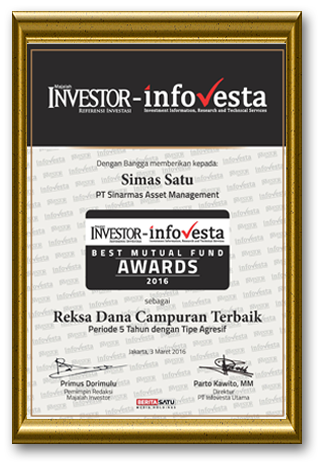 Majalah
INVESTOR - infovesta
REFERENSI INVESTASI Investment Information, Research and Technical Services
Dengan Bangga memberikan kepada:
Simas Satu
PT Sinarmas Asset Management
INVESTOR - infovesta
BEST MUTUAL FUND
AWARDS
2016
sebagai
Reksa Dana Campuran Terbaik
Periode 5 Tahun dengan Tipe Agresif
Jakarta, 3 Maret 2016
Primus Dorimulu Parto Kawito, MM
Pemimpin Redaksi Direktur
Majalah Investor PT Infovesta Utama
BERITA SATU
MEDIA HOLDINGS